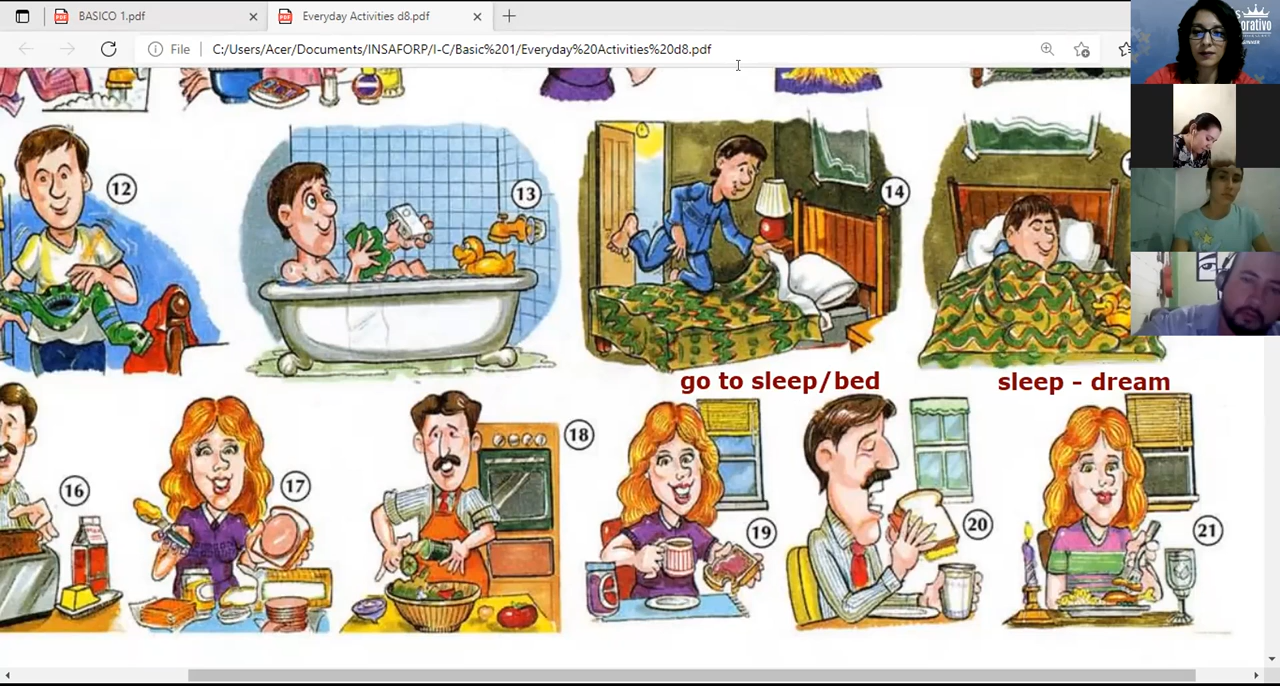 BASICO 1.pdf
Everyday Activities d8.pdf
File
C:/Users/Acer/Documents/INSAFORP/I-C/Basic%201/Everyday%20Activities%20d8.pdf
12
13
14
go to sleep/bed
sleep - dream
16
17
18
19
20
21